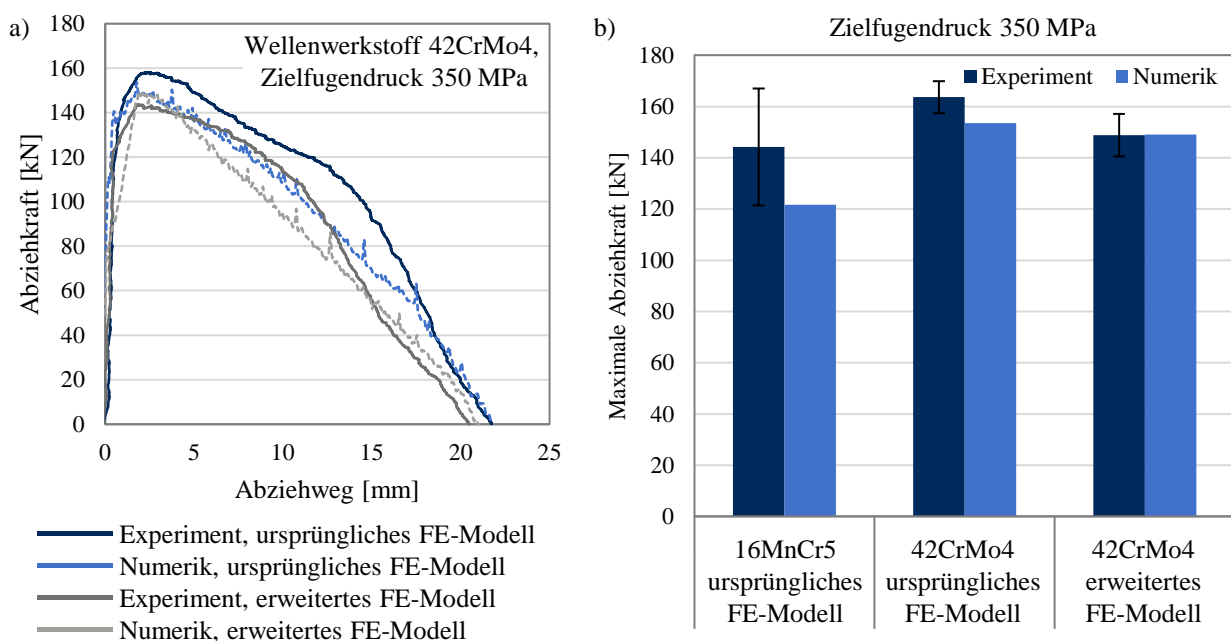 a)
Wellenwerkstoff 42CrMo4,
Zielfugendruck 350 MPa
Abziehkraft [kN]
180
160
140
120
100
80
60
40
20
0
0 5 10 15 20 25
Abziehweg [mm]
Experiment, ursprüngliches FE-Modell
Numerik, ursprüngliches FE-Modell
Experiment, erweitertes FE-Modell
Numerik, erweitertes FE-Modell
b)
Zielfugendruck 350 MPa
Experiment Numerik
Maximale Abziehkraft [kN]
180
160
140
120
100
80
60
40
20
0
16MnCr5 42CrMo4 42CrMo4
ursprüngliches ursprüngliches erweitertes
FE-Modell FE-Modell FE-Modell